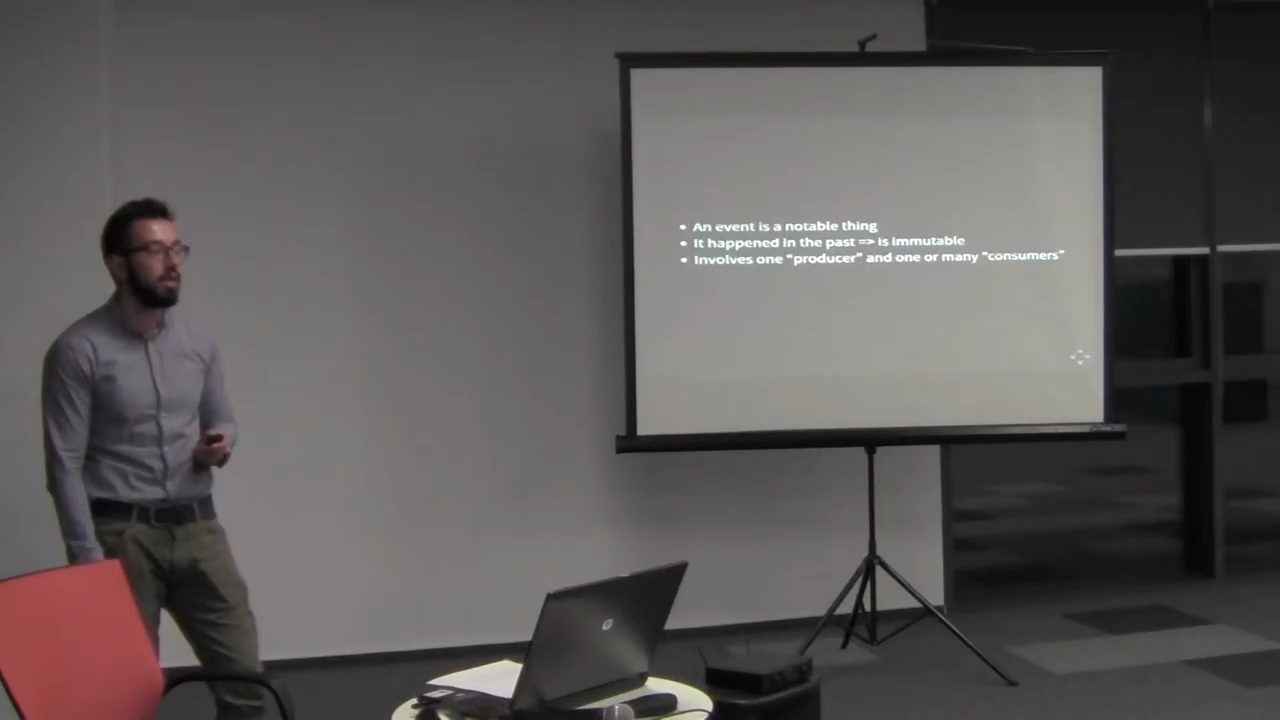 • An event is a notable thing
• It happened in the past => is immutable
• Involves one “producer” and one or many “consumers”
hp